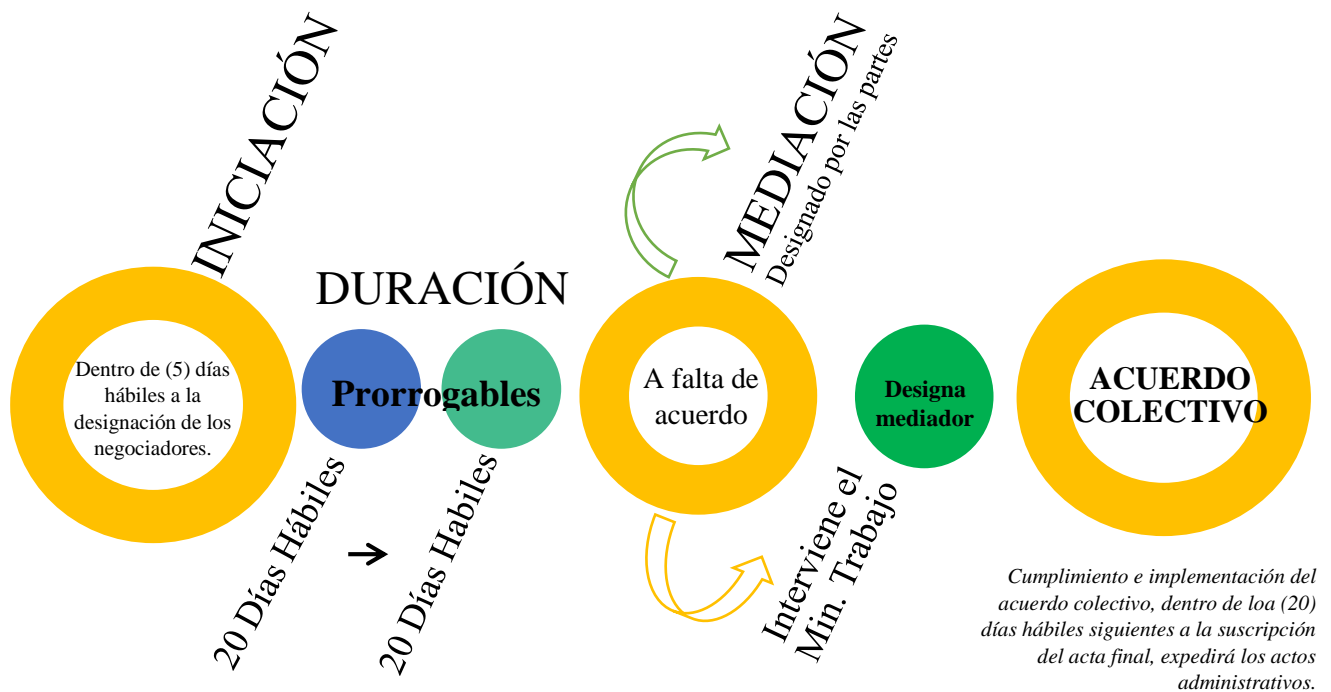 INICIACIÓN
Dentro de (5) días
hábiles a la
designación de los
negociadores.
DURACIÓN
Prorrogables
20 Días Hábiles
20 Días Habiles
MEDIACIÓN
Designado por las partes
A falta de
acuerdo
Interviene el
Min. Trabajo
Designa
mediador
ACUERDO
COLECTIVO
Cumplimiento e implementación del
acuerdo colectivo, dentro de loa (20)
días hábiles siguientes a la suscripción
del acta final, expedirá los actos
administrativos.